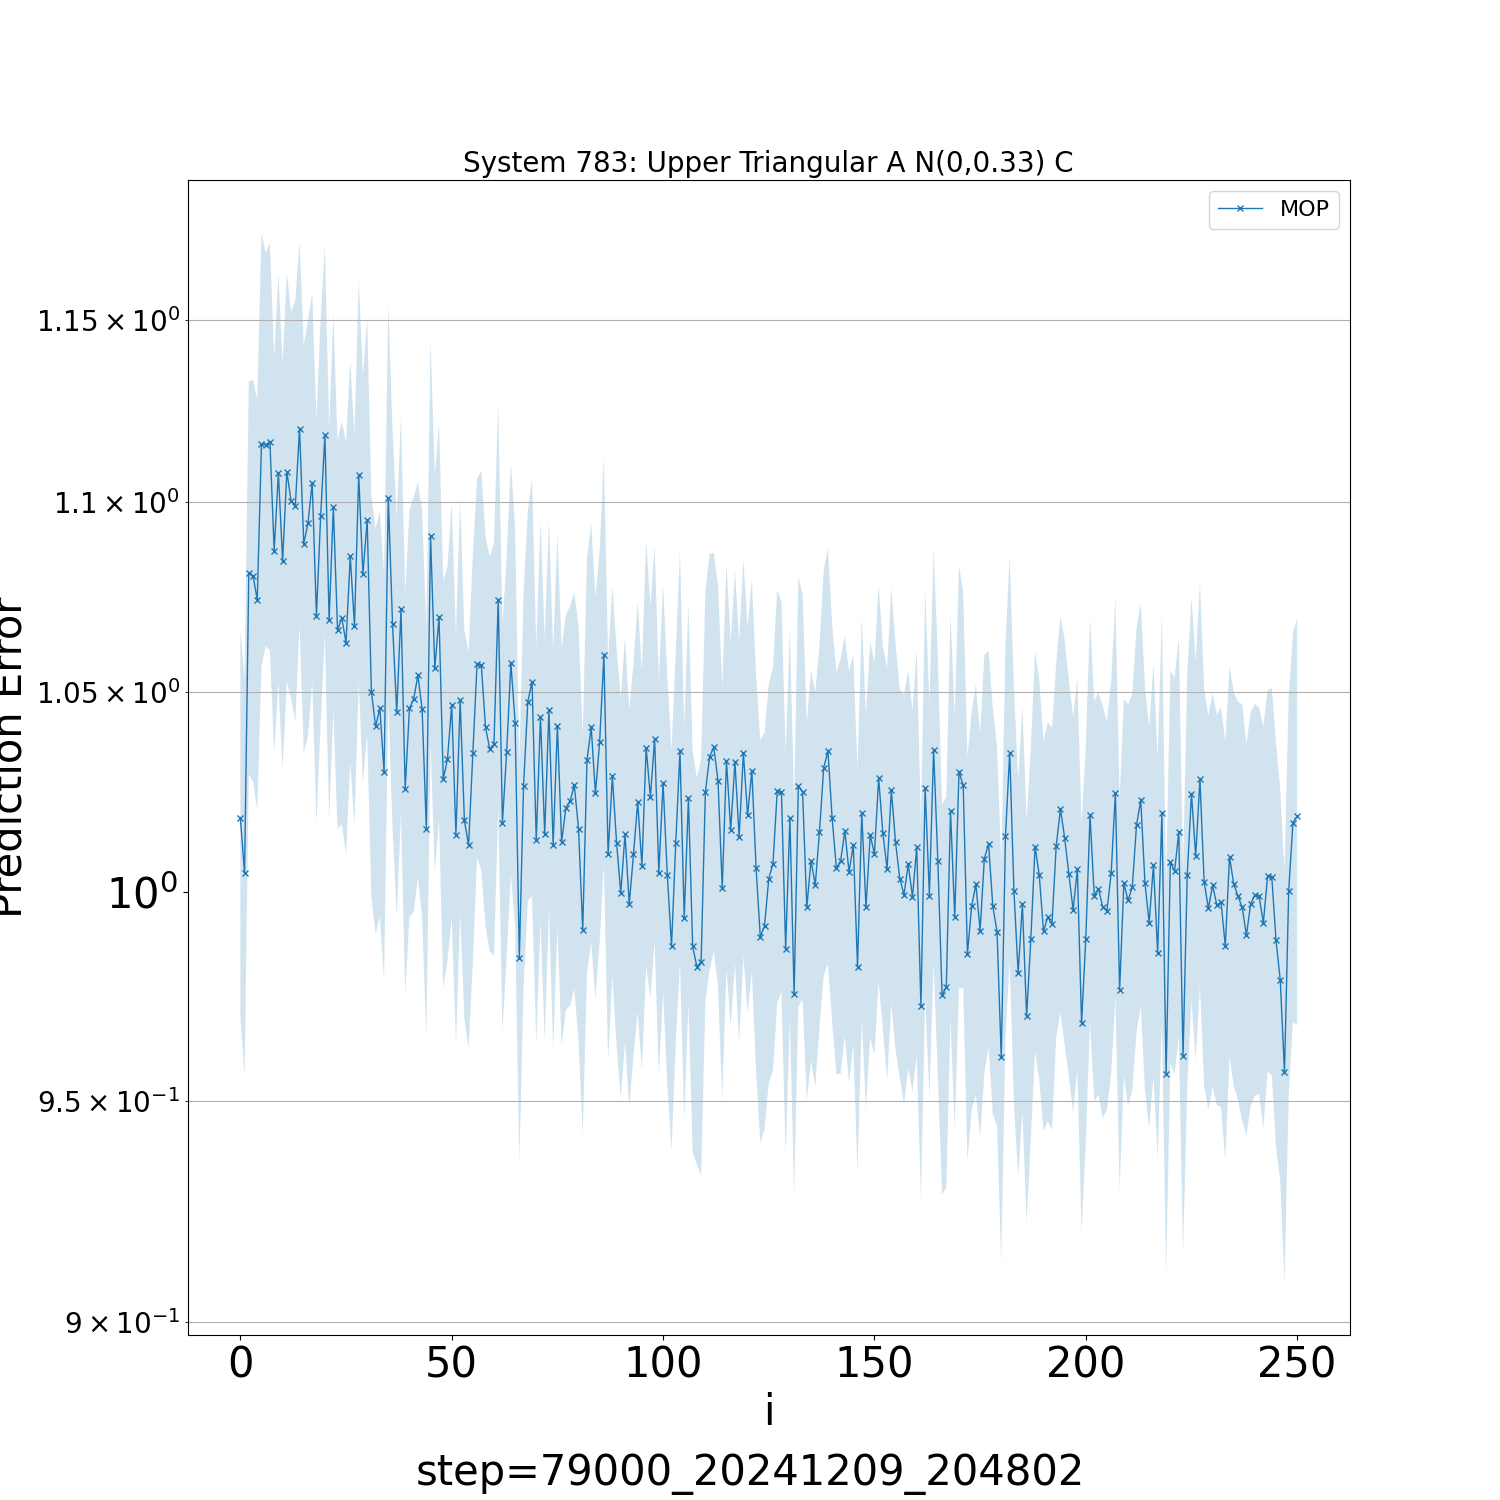 System 783: Upper Triangular A N(0,0.33) C
MOP
1.15 × 10⁰
1.1 × 10⁰
1.05 × 10⁰
10⁰
9.5 × 10⁻¹
9 × 10⁻¹
Prediction Error
0 50 100 150 200 250
i
step=79000_20241209_204802